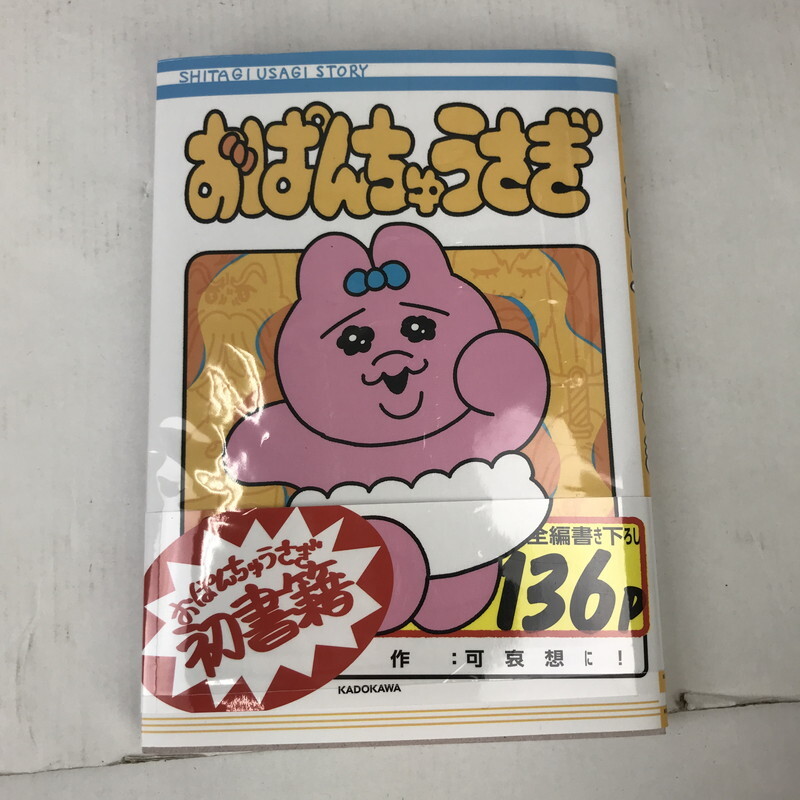 SHITAGI USAGI STORY
おぱんちゅうさぎ
全編書き下ろし
136P
おぱんちゅうさぎ
初書籍
作：可哀想に！
KADOKAWA